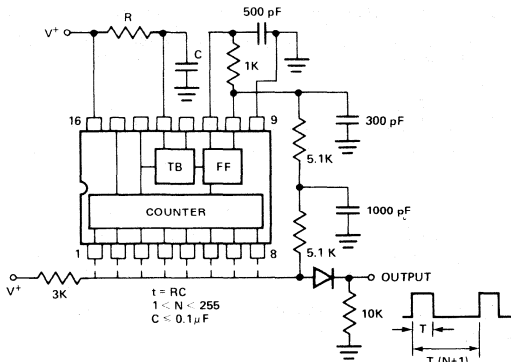 500 pF
V+
R
C
1K
16
9
300 pF
TB
FF
5.1K
COUNTER
1000 pF
5.1 K
1
8
V+
3K
OUTPUT
t = RC
1 < N < 255
C ≤ 0.1μF
10K
T
T (N+1)